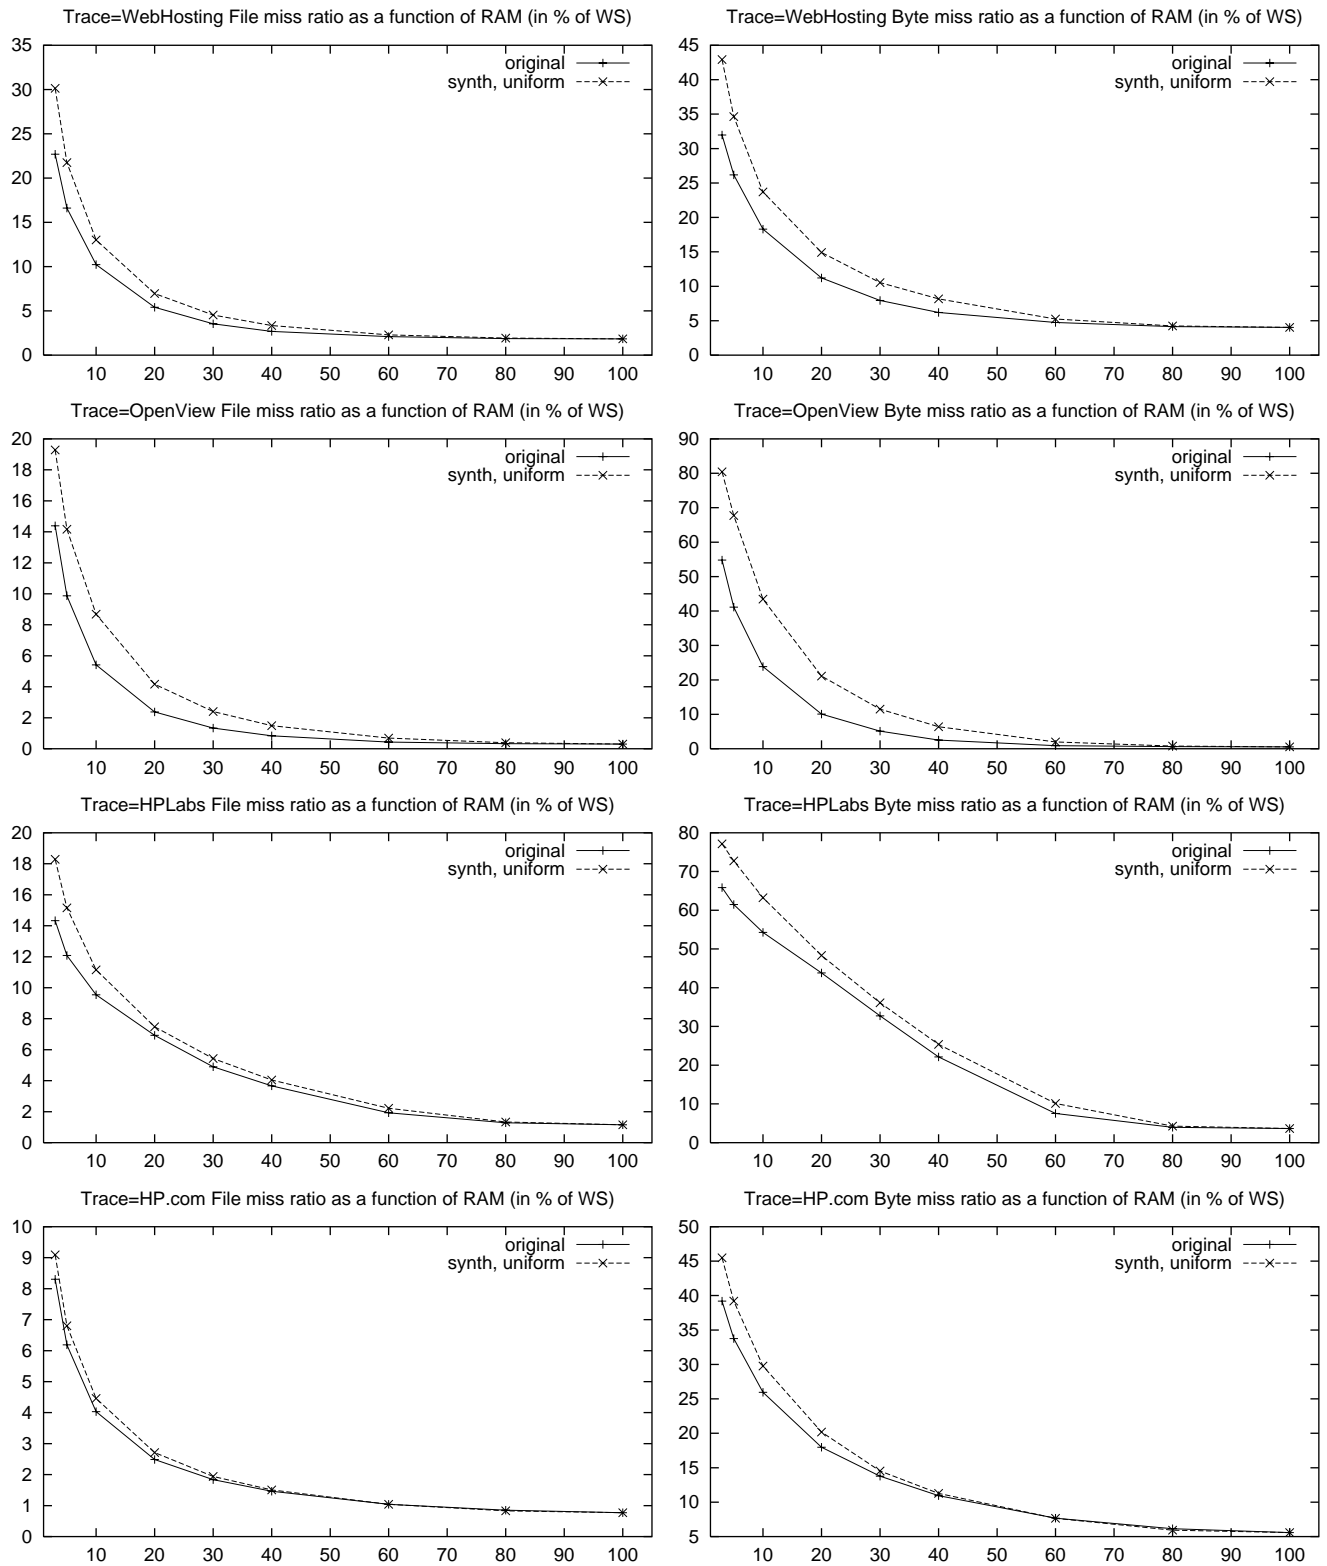 Trace=WebHosting File miss ratio as a function of RAM (in % of WS)
35
30
25
20
15
10
5
0
original
synth, uniform
10 20 30 40 50 60 70 80 90 100
Trace=WebHosting Byte miss ratio as a function of RAM (in % of WS)
45
40
35
30
25
20
15
10
5
0
original
synth, uniform
10 20 30 40 50 60 70 80 90 100
Trace=OpenView File miss ratio as a function of RAM (in % of WS)
20
18
16
14
12
10
8
6
4
2
0
original
synth, uniform
10 20 30 40 50 60 70 80 90 100
Trace=OpenView Byte miss ratio as a function of RAM (in % of WS)
90
80
70
60
50
40
30
20
10
0
original
synth, uniform
10 20 30 40 50 60 70 80 90 100
Trace=HPLabs File miss ratio as a function of RAM (in % of WS)
20
18
16
14
12
10
8
6
4
2
0
original
synth, uniform
10 20 30 40 50 60 70 80 90 100
Trace=HPLabs Byte miss ratio as a function of RAM (in % of WS)
80
70
60
50
40
30
20
10
0
original
synth, uniform
10 20 30 40 50 60 70 80 90 100
Trace=HP.com File miss ratio as a function of RAM (in % of WS)
10
9
8
7
6
5
4
3
2
1
0
original
synth, uniform
10 20 30 40 50 60 70 80 90 100
Trace=HP.com Byte miss ratio as a function of RAM (in % of WS)
50
45
40
35
30
25
20
15
10
5
original
synth, uniform
10 20 30 40 50 60 70 80 90 100